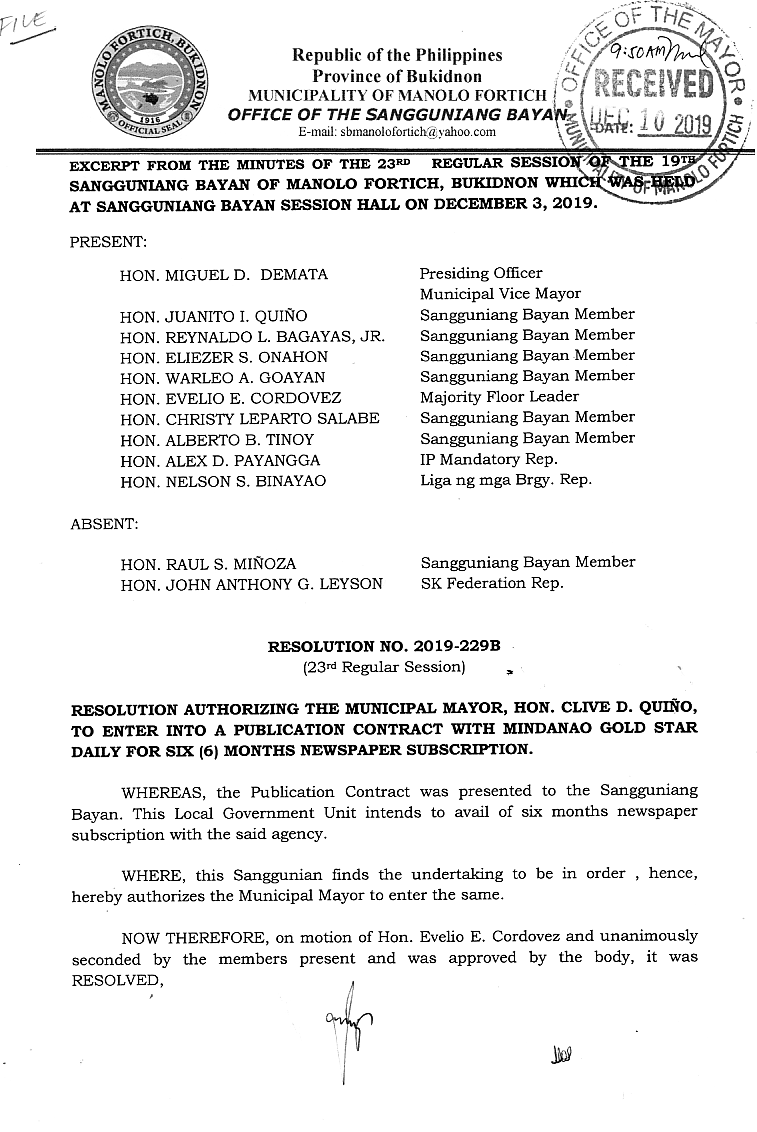 FILE
MANOLO FORTICH, BUKIDNON
1916
OFFICIAL SEAL
Republic of the Philippines
Province of Bukidnon
MUNICIPALITY OF MANOLO FORTICH
OFFICE OF THE SANGGUNIANG BAYAN
E-mail: sbmanolofortich@yahoo.com
OFFICE OF THE MAYOR
9:50AM
RECEIVED
DATE: DEC 10 2019
MUNICIPALITY OF MANOLO FORTICH
EXCERPT FROM THE MINUTES OF THE 23RD REGULAR SESSION OF THE 19TH
SANGGUNIANG BAYAN OF MANOLO FORTICH, BUKIDNON WHICH WAS HELD
AT SANGGUNIANG BAYAN SESSION HALL ON DECEMBER 3, 2019.
PRESENT:
HON. MIGUEL D. DEMATA Presiding Officer
Municipal Vice Mayor
HON. JUANITO I. QUIÑO Sangguniang Bayan Member
HON. REYNALDO L. BAGAYAS, JR. Sangguniang Bayan Member
HON. ELIEZER S. ONAHON Sangguniang Bayan Member
HON. WARLEO A. GOAYAN Sangguniang Bayan Member
HON. EVELIO E. CORDOVEZ Majority Floor Leader
HON. CHRISTY LEPARTO SALABE Sangguniang Bayan Member
HON. ALBERTO B. TINOY Sangguniang Bayan Member
HON. ALEX D. PAYANGGA IP Mandatory Rep.
HON. NELSON S. BINAYAO Liga ng mga Brgy. Rep.
ABSENT:
HON. RAUL S. MIÑOZA Sangguniang Bayan Member
HON. JOHN ANTHONY G. LEYSON SK Federation Rep.
RESOLUTION NO. 2019-229B
(23rd Regular Session)
RESOLUTION AUTHORIZING THE MUNICIPAL MAYOR, HON. CLIVE D. QUIÑO,
TO ENTER INTO A PUBLICATION CONTRACT WITH MINDANAO GOLD STAR
DAILY FOR SIX (6) MONTHS NEWSPAPER SUBSCRIPTION.
WHEREAS, the Publication Contract was presented to the Sangguniang
Bayan. This Local Government Unit intends to avail of six months newspaper
subscription with the said agency.
WHERE, this Sanggunian finds the undertaking to be in order , hence,
hereby authorizes the Municipal Mayor to enter the same.
NOW THEREFORE, on motion of Hon. Evelio E. Cordovez and unanimously
seconded by the members present and was approved by the body, it was
RESOLVED,